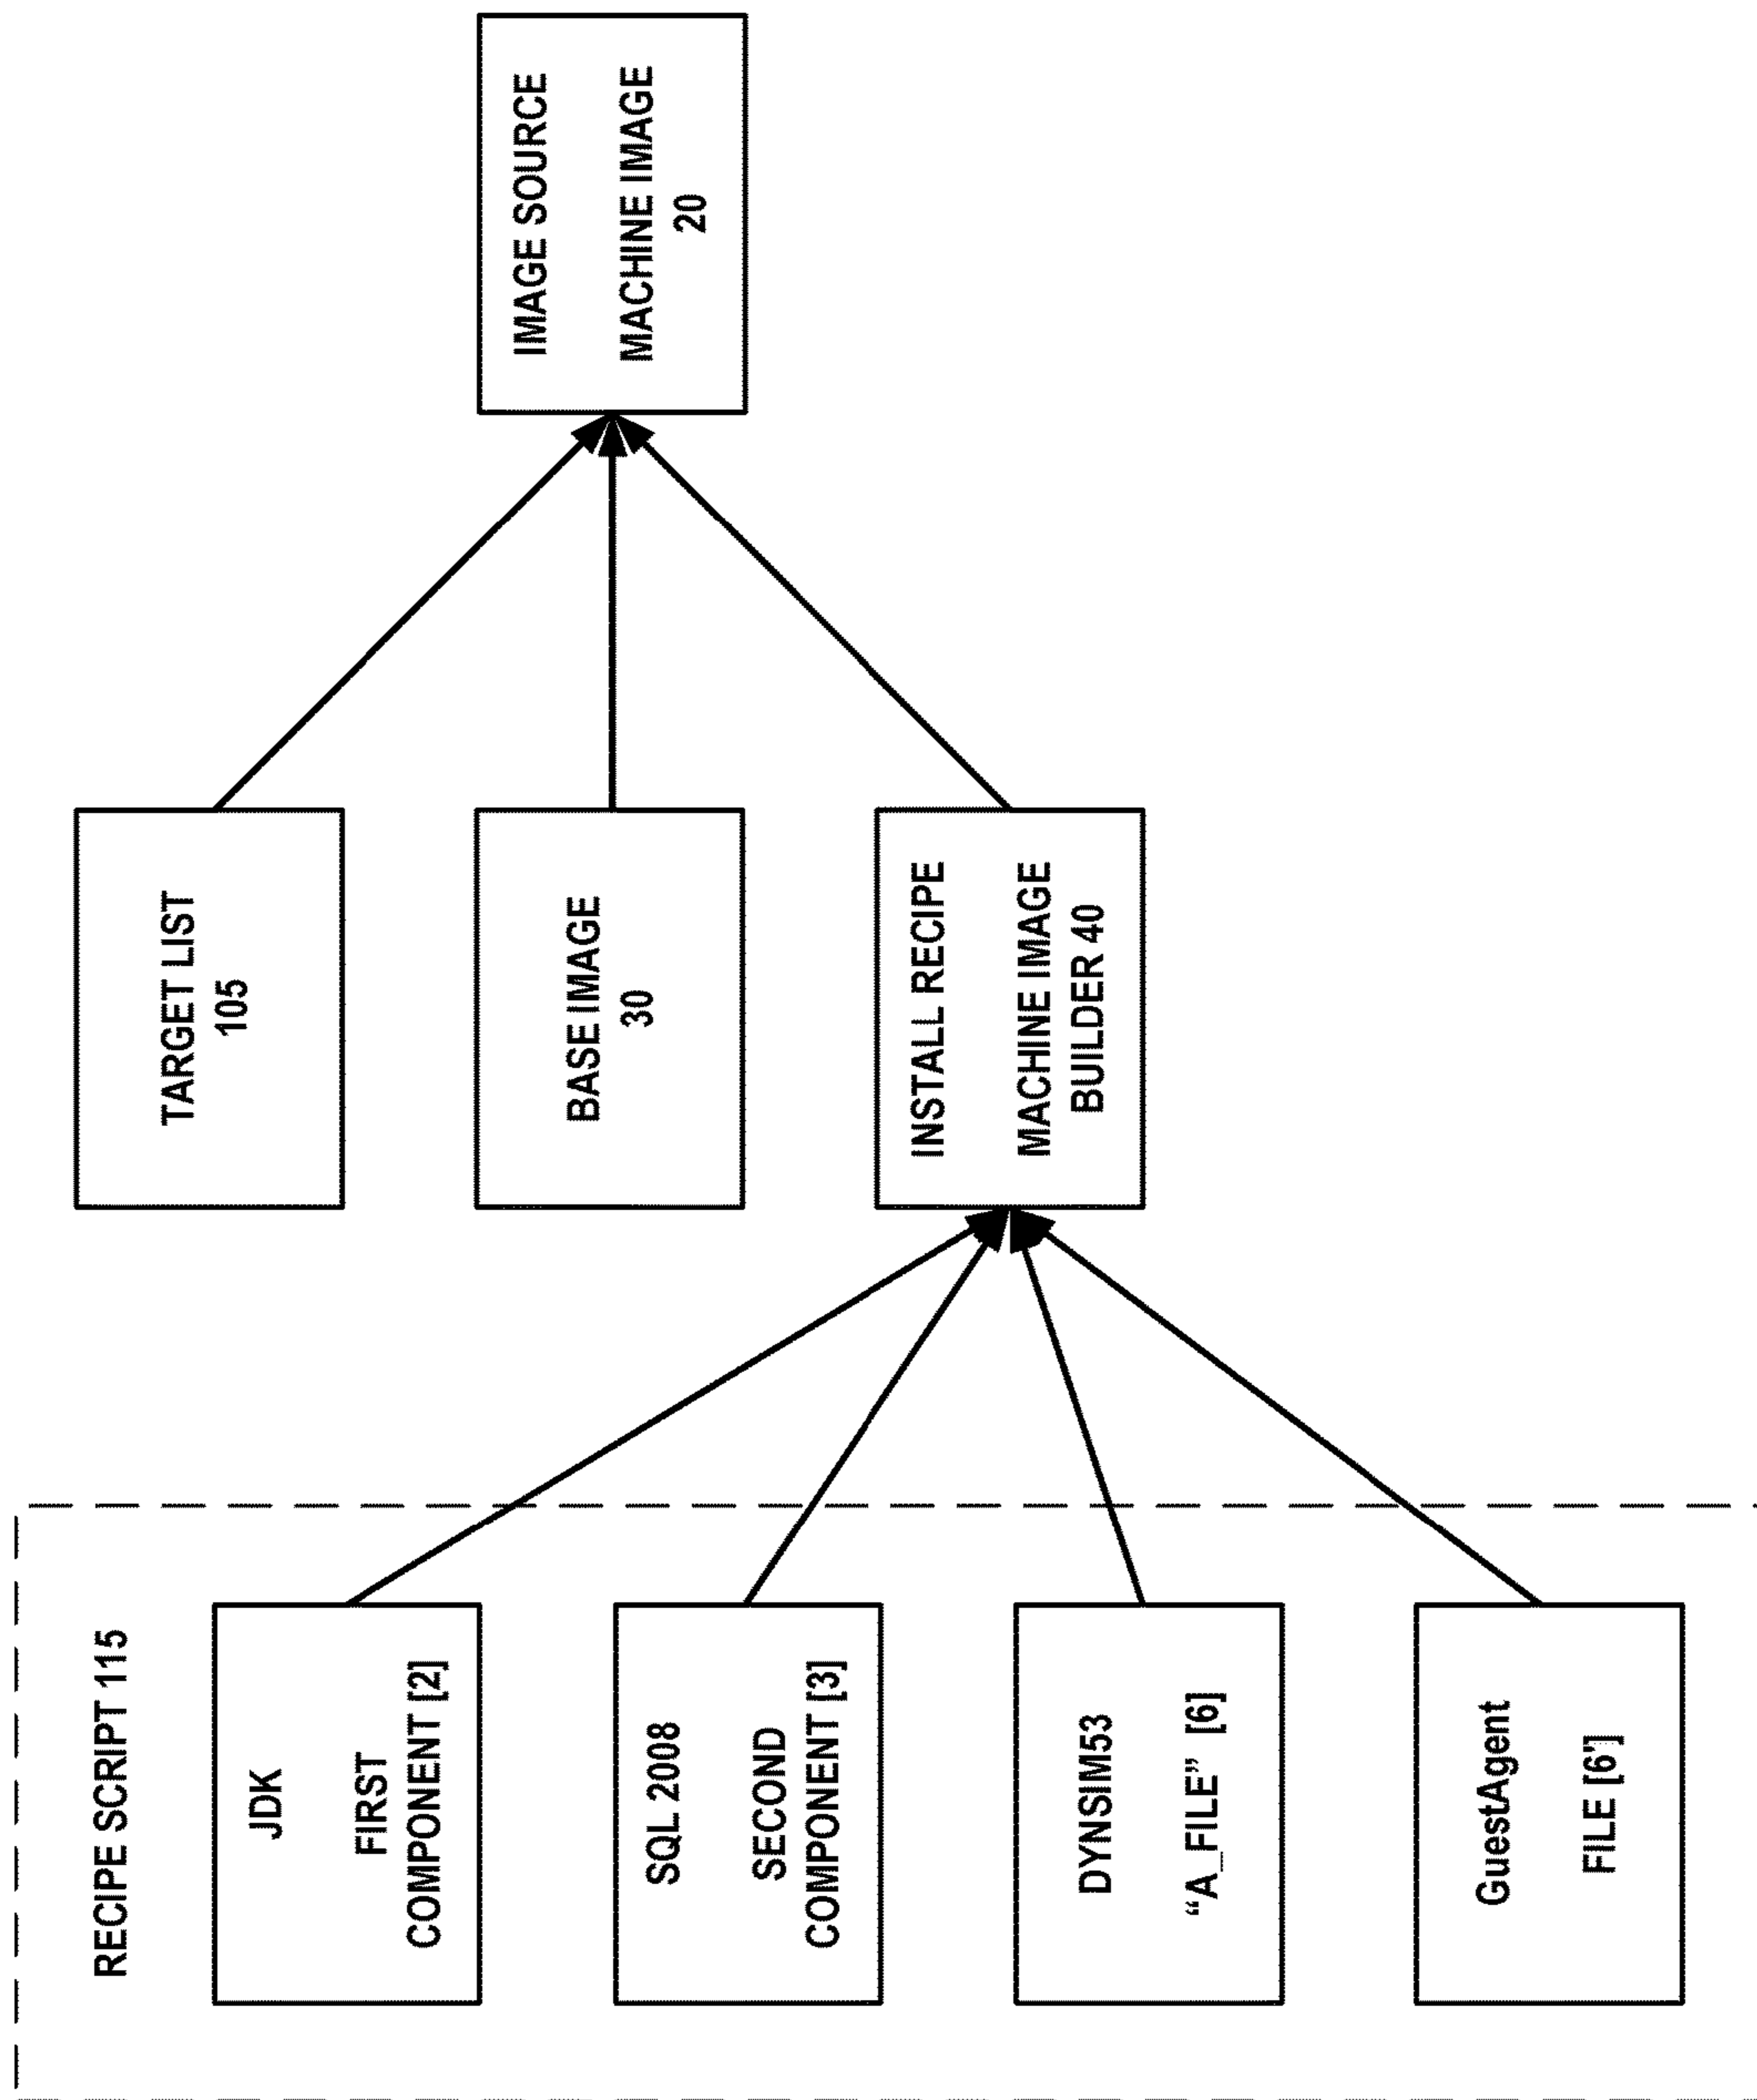 RECIPE SCRIPT 115
JDK
FIRST
COMPONENT [2]
SQL 2008
SECOND
COMPONENT [3]
DYNSIM53
“A_FILE” [6]
GuestAgent
FILE [6']
TARGET LIST
105
BASE IMAGE
30
INSTALL RECIPE
MACHINE IMAGE
BUILDER 40
IMAGE SOURCE
MACHINE IMAGE
20